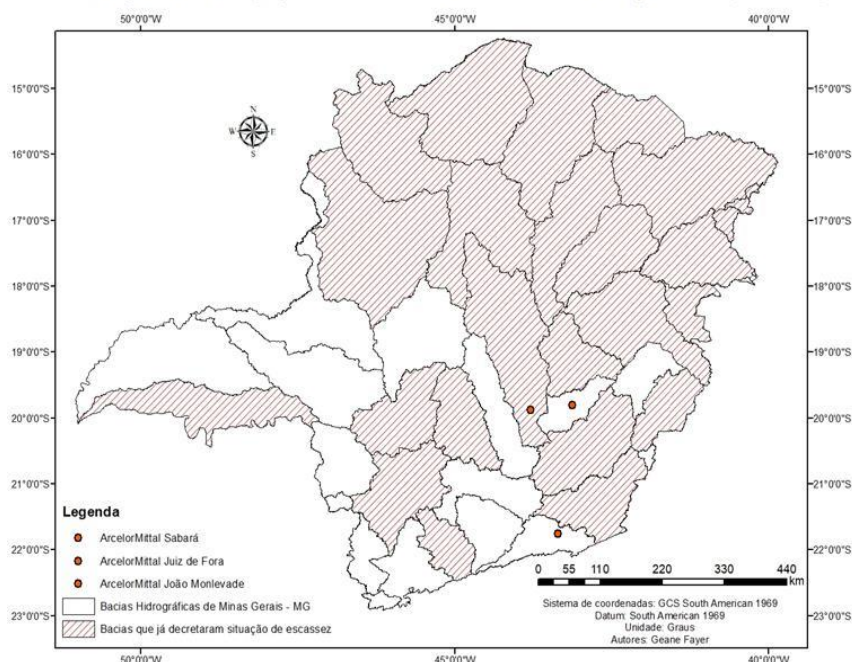 50°0'0"W 45°0'0"W 40°0'0"W
15°0'0"S 15°0'0"S
16°0'0"S 16°0'0"S
17°0'0"S 17°0'0"S
18°0'0"S 18°0'0"S
19°0'0"S 19°0'0"S
20°0'0"S 20°0'0"S
21°0'0"S 21°0'0"S
22°0'0"S 22°0'0"S
23°0'0"S 23°0'0"S
N
W E
S
Legenda
ArcelorMittal Sabará
ArcelorMittal Juiz de Fora
ArcelorMittal João Monlevade
Bacias Hidrográficas de Minas Gerais - MG
Bacias que já decretaram situação de escassez
0 55 110 220 330 440
km
Sistema de coordenadas: GCS South American 1969
Datum: South American 1969
Unidade: Graus
Autores: Geane Fayer
50°0'0"W 45°0'0"W 40°0'0"W